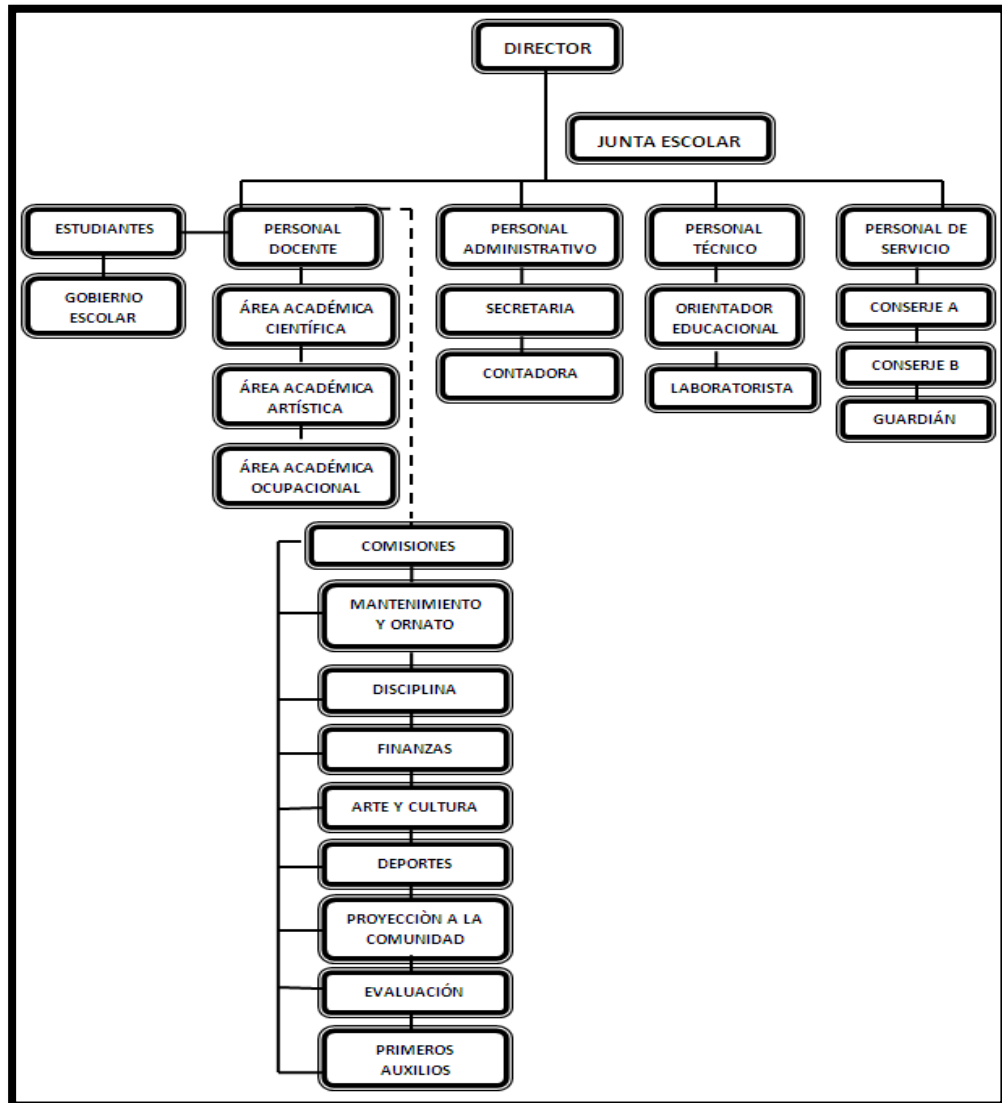 DIRECTOR
JUNTA ESCOLAR
ESTUDIANTES
PERSONAL
DOCENTE
PERSONAL
ADMINISTRATIVO
PERSONAL
TÉCNICO
PERSONAL DE
SERVICIO
GOBIERNO
ESCOLAR
ÁREA ACADÉMICA
CIENTÍFICA
SECRETARIA
ORIENTADOR
EDUCACIONAL
CONSERJE A
ÁREA ACADÉMICA
ARTÍSTICA
CONTADORA
LABORATORISTA
CONSERJE B
GUARDIÁN
ÁREA ACADÉMICA
OCUPACIONAL
COMISIONES
MANTENIMIENTO
Y ORNATO
DISCIPLINA
FINANZAS
ARTE Y CULTURA
DEPORTES
PROYECCIÒN A LA
COMUNIDAD
EVALUACIÓN
PRIMEROS
AUXILIOS